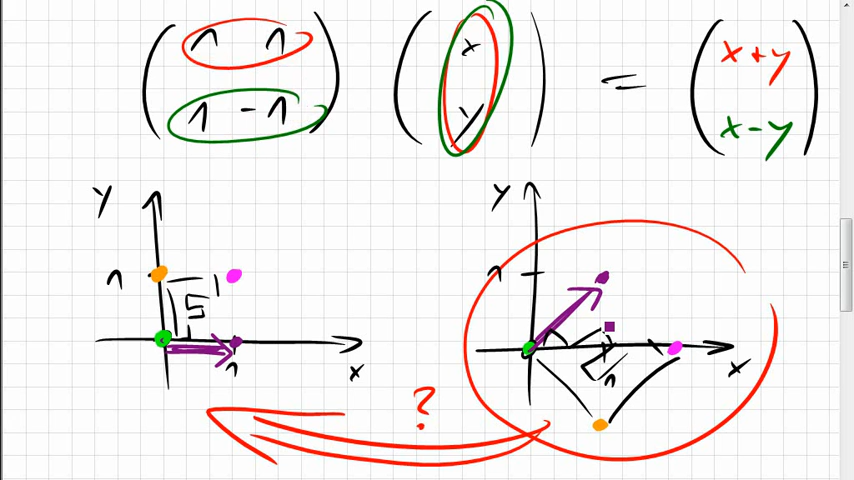 ( 1 1 ) ( x ) = ( x+y )
( 1 -1 ) ( y ) ( x-y )
y y
1 1
1 1
x x
?